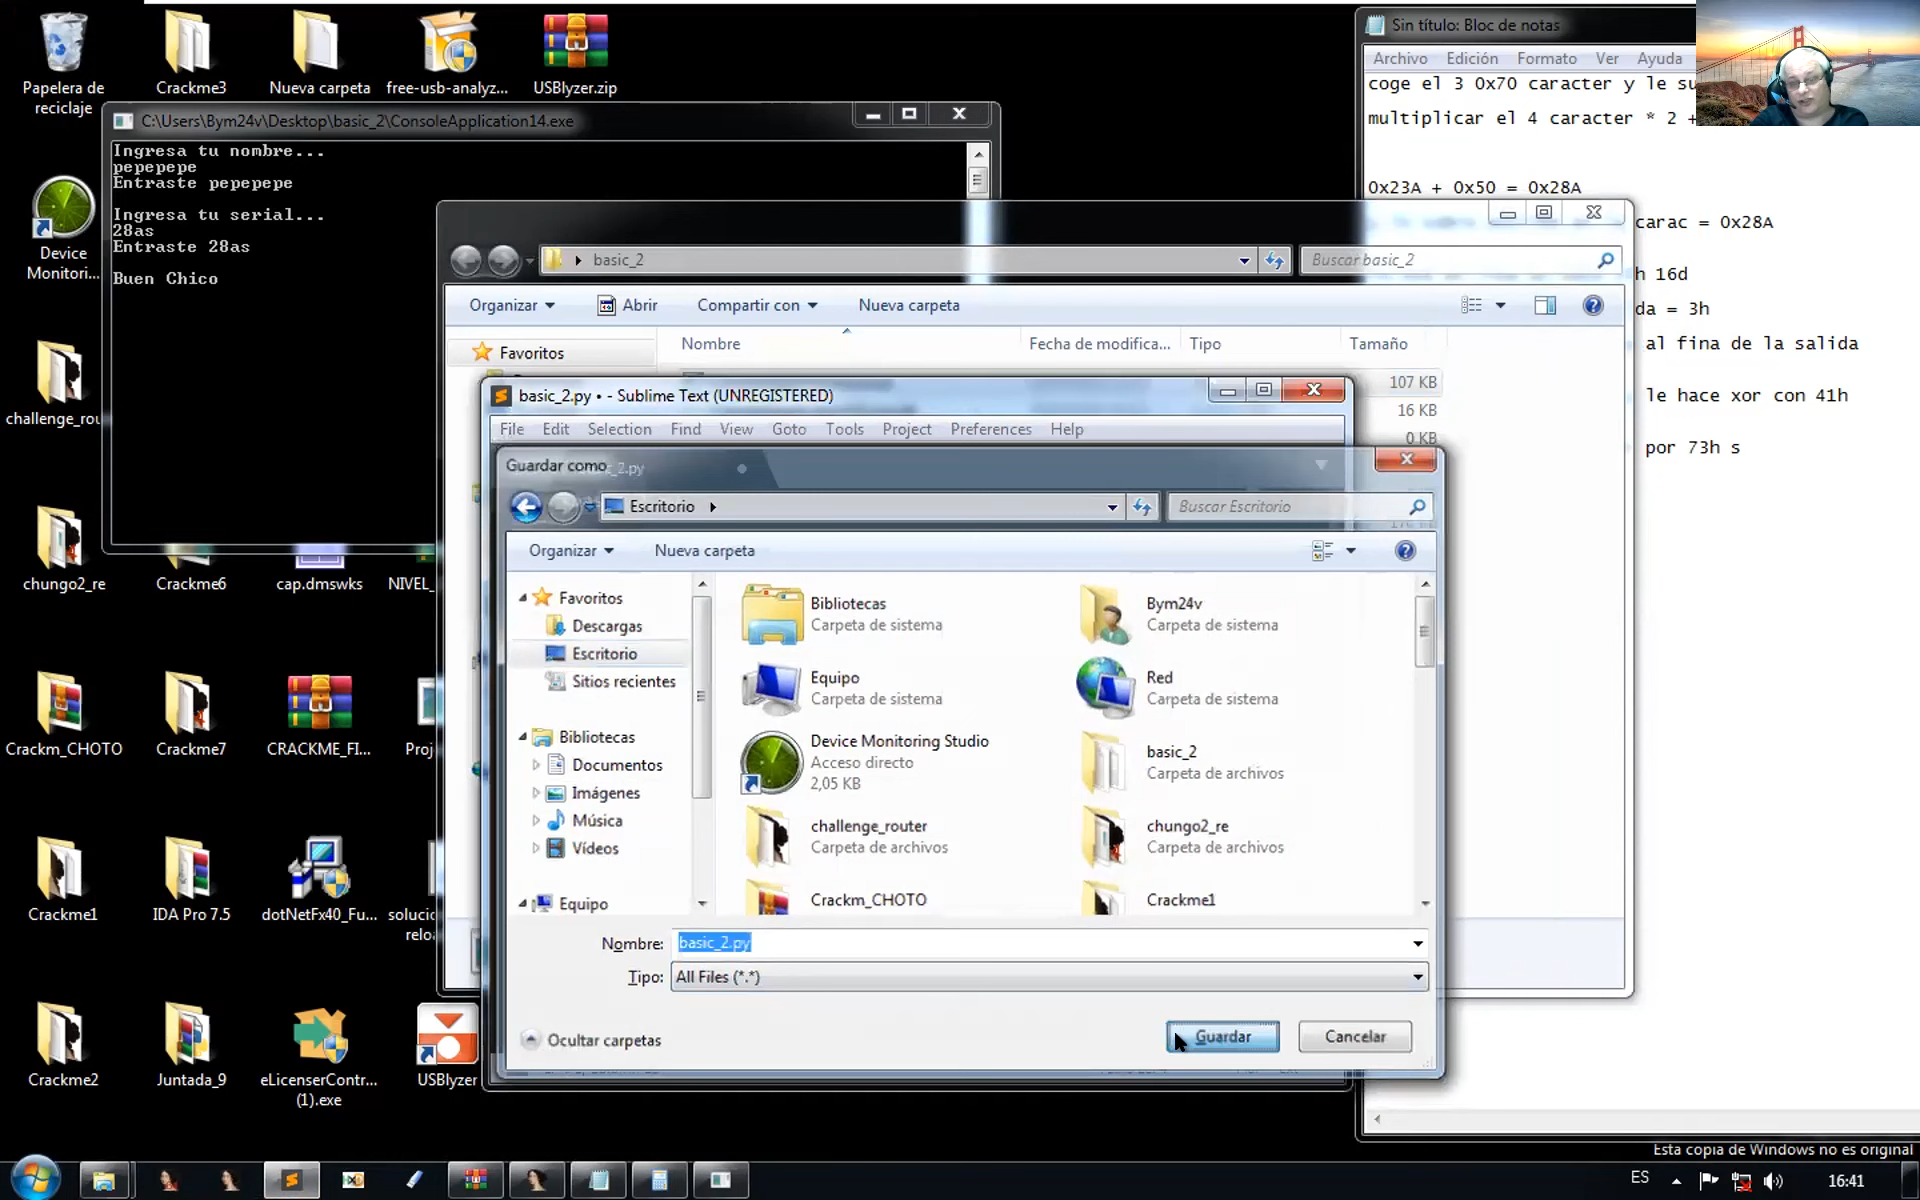 Papelera de reciclaje
Crackme3
Nueva carpeta
free-usb-analyz...
USBlyzer.zip
C:\Users\Bym24v\Desktop\basic_2\ConsoleApplication14.exe
Ingresa tu nombre...
pepepepe
Entraste pepepepe
Ingresa tu serial...
28as
Entraste 28as
Buen Chico
Sin título: Bloc de notas
Archivo Edición Formato Ver Ayuda
coge el 3 0x70 caracter y le su
multiplicar el 4 caracter * 2 +
0x23A + 0x50 = 0x28A
carac = 0x28A
h 16d
da = 3h
al fina de la salida
le hace xor con 41h
por 73h s
basic_2
Buscar basic_2
Organizar
Abrir
Compartir con
Nueva carpeta
Favoritos
Nombre
Fecha de modifica...
Tipo
Tamaño
107 KB
16 KB
0 KB
basic_2.py • - Sublime Text (UNREGISTERED)
File Edit Selection Find View Goto Tools Project Preferences Help
Guardar como
Escritorio
Buscar Escritorio
Organizar
Nueva carpeta
Favoritos
Descargas
Escritorio
Sitios recientes
Bibliotecas
Documentos
Imágenes
Música
Vídeos
Equipo
Bibliotecas
Carpeta de sistema
Bym24v
Carpeta de sistema
Equipo
Carpeta de sistema
Red
Carpeta de sistema
Device Monitoring Studio
Acceso directo
2,05 KB
basic_2
Carpeta de archivos
challenge_router
Carpeta de archivos
chungo2_re
Carpeta de archivos
Crackm_CHOTO
Crackme1
Nombre: basic_2.py
Tipo: All Files (*.*)
Ocultar carpetas
Guardar
Cancelar
Device Monitori...
challenge_rou
chungo2_re
Crackme6
cap.dmswks
NIVEL_
Crackm_CHOTO
Crackme7
CRACKME_FI...
Proj
Crackme1
IDA Pro 7.5
dotNetFx40_Fu...
solucio
relo
Crackme2
Juntada_9
eLicenserContr... (1).exe
USBlyzer
Esta copia de Windows no es original
ES
16:41